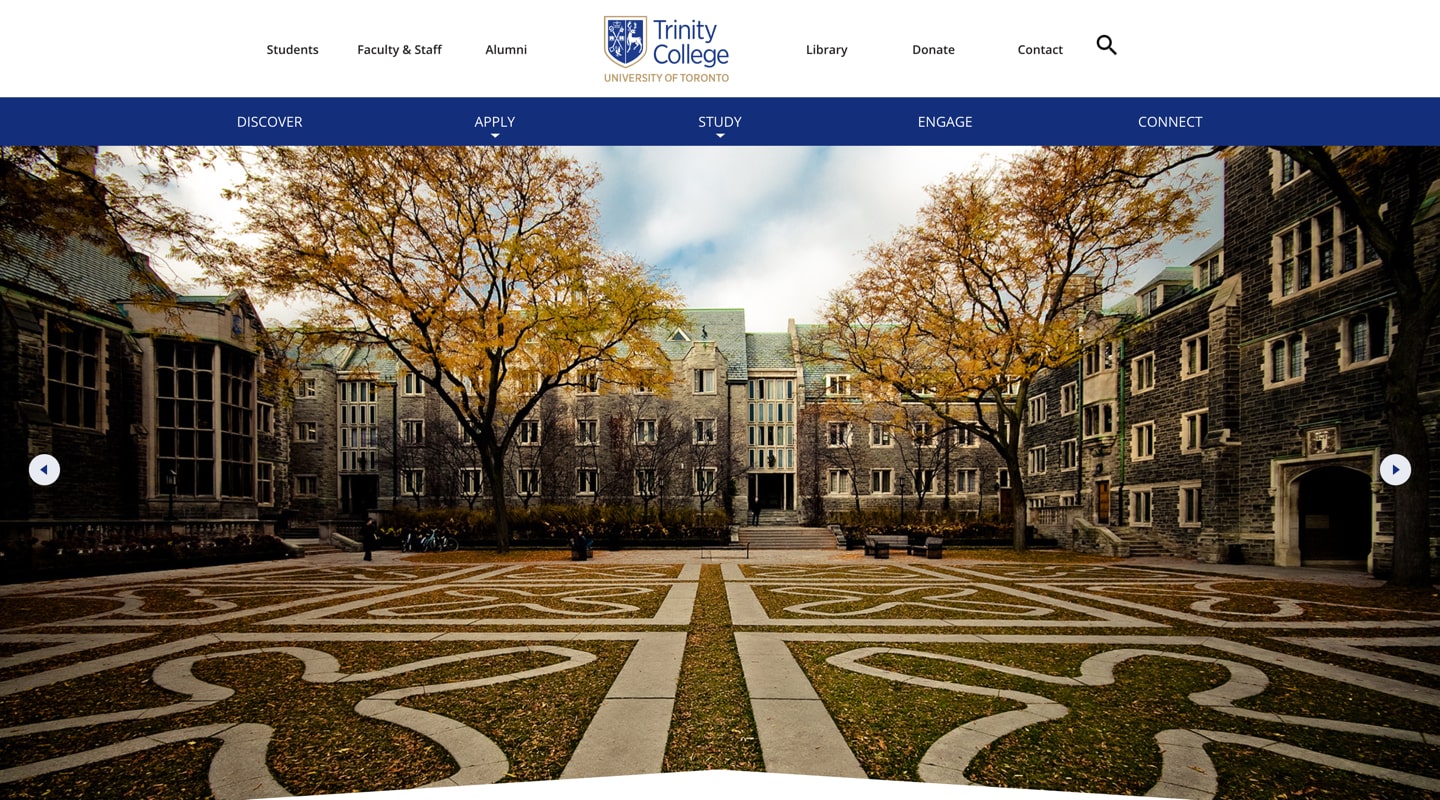 Students
Faculty & Staff
Alumni
Trinity
College
UNIVERSITY OF TORONTO
Library
Donate
Contact
DISCOVER
APPLY
STUDY
ENGAGE
CONNECT